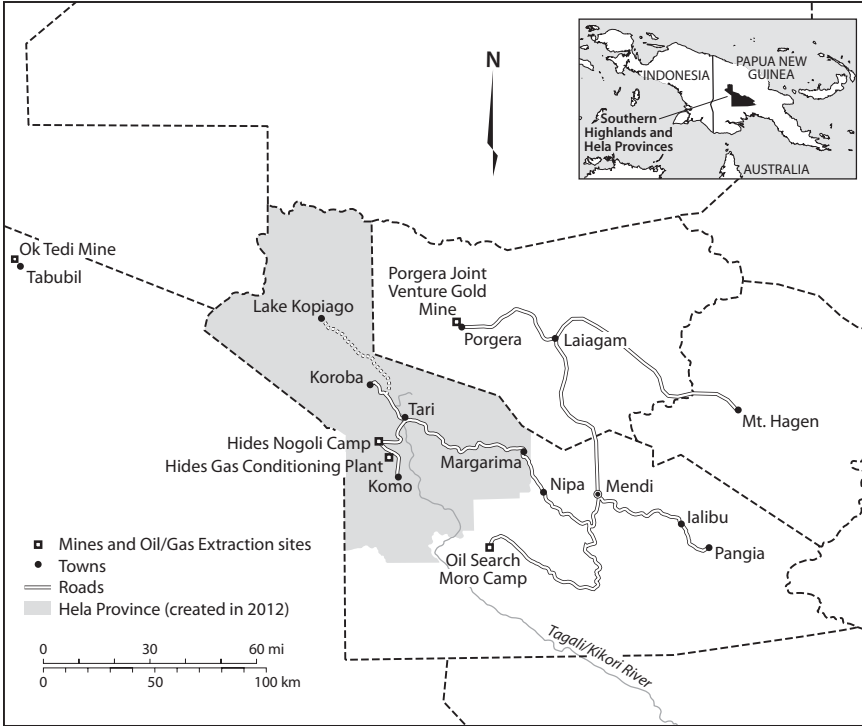 N
INDONESIA
PAPUA NEW
GUINEA
Southern
Highlands and
Hela Provinces
AUSTRALIA
Ok Tedi Mine
Tabubil
Lake Kopiago
Porgera Joint
Venture Gold
Mine
Porgera
Laiagam
Koroba
Tari
Mt. Hagen
Hides Nogoli Camp
Hides Gas Conditioning Plant
Margarima
Komo
Nipa
Mendi
Ialibu
Pangia
Oil Search
Moro Camp
Tagali/Kikori River
Mines and Oil/Gas Extraction sites
Towns
Roads
Hela Province (created in 2012)
0 30 60 mi
0 50 100 km